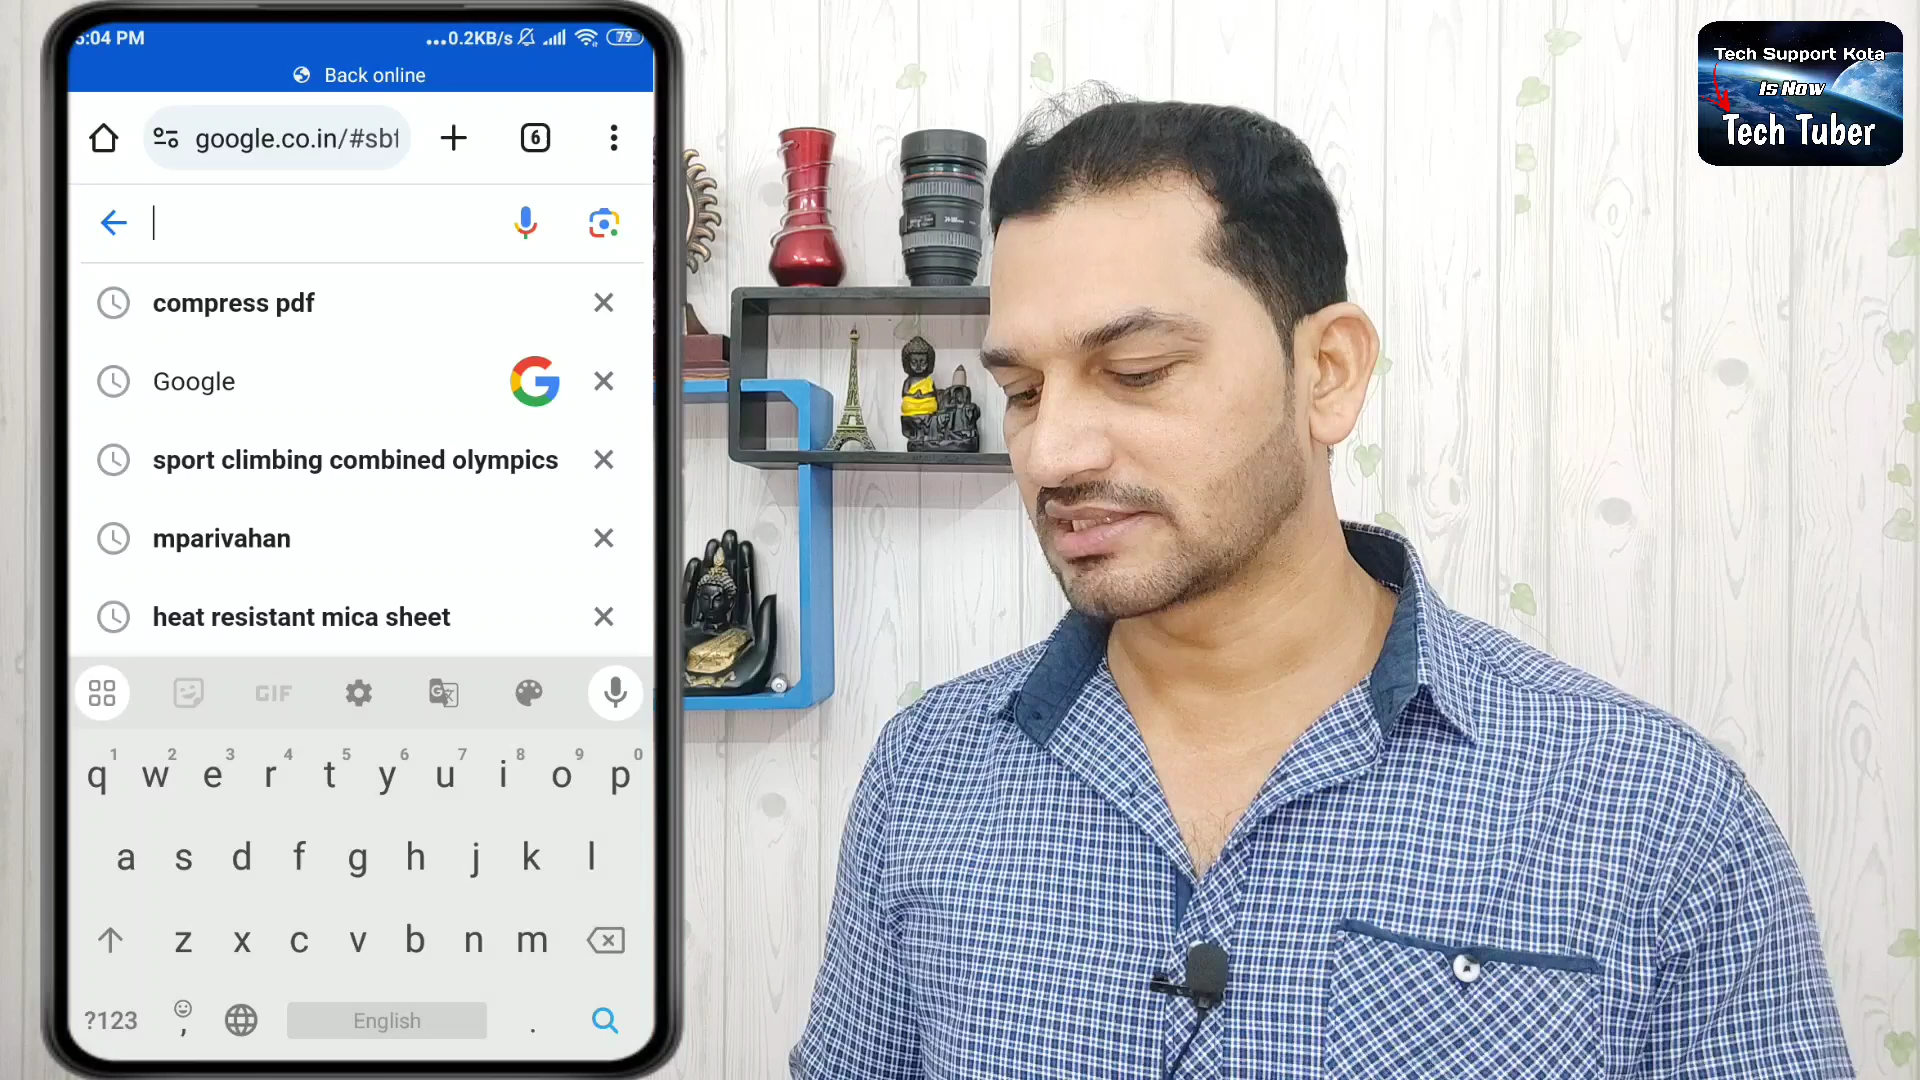 5:04 PM
...0.2KB/s
79
Back online
google.co.in/#sbf
6
compress pdf
Google
sport climbing combined olympics
mparivahan
heat resistant mica sheet
GIF
1 2 3 4 5 6 7 8 9 0
q w e r t y u i o p
a s d f g h j k l
z x c v b n m
?123 , English .
Tech Support Kota
Is Now
Tech Tuber